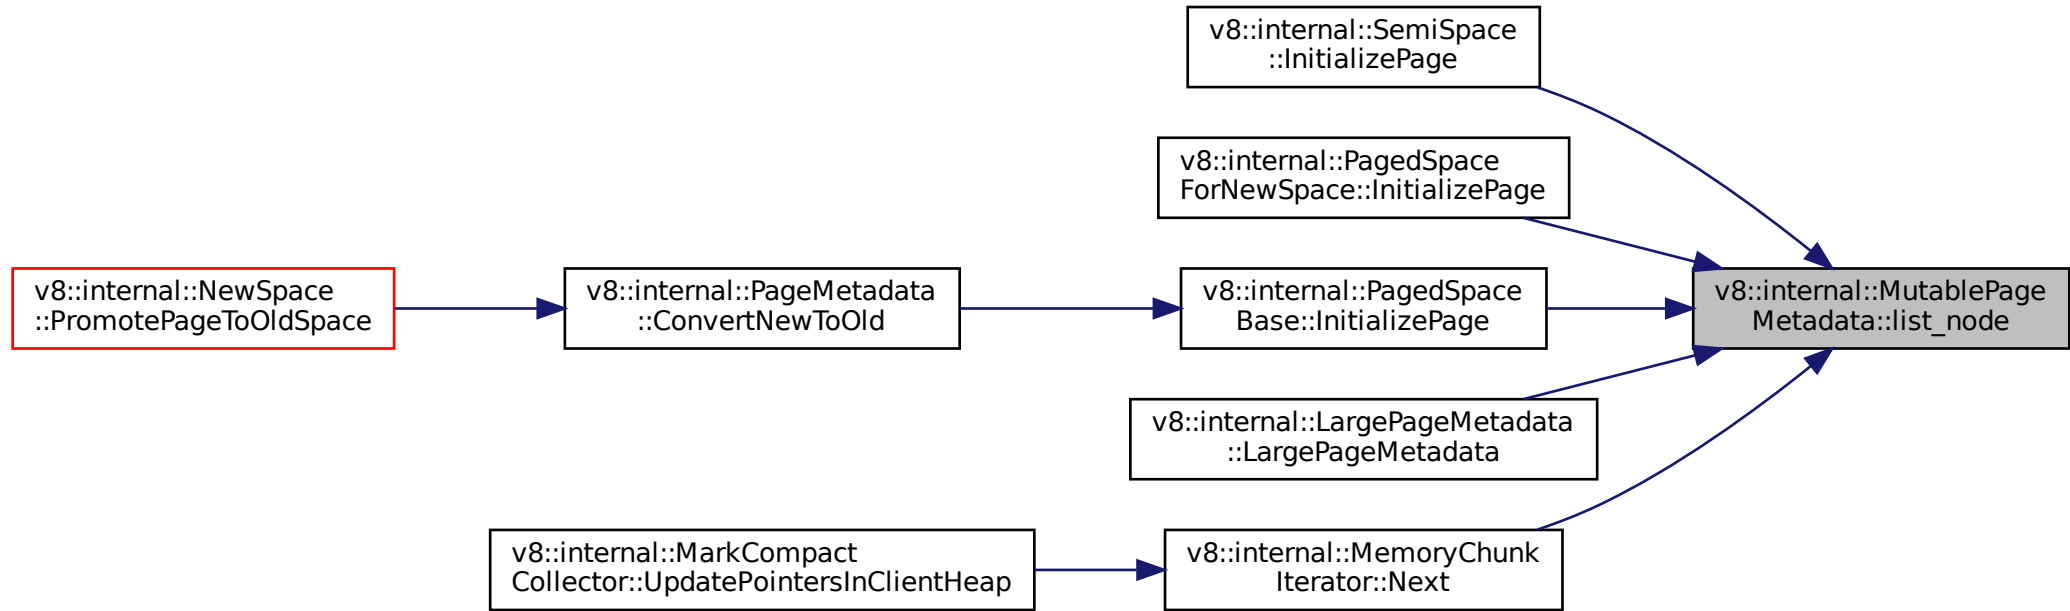 v8::internal::SemiSpace
::InitializePage
v8::internal::PagedSpace
ForNewSpace::InitializePage
v8::internal::NewSpace
::PromotePageToOldSpace
v8::internal::PageMetadata
::ConvertNewToOld
v8::internal::PagedSpace
Base::InitializePage
v8::internal::MutablePage
Metadata::list_node
v8::internal::LargePageMetadata
::LargePageMetadata
v8::internal::MarkCompact
Collector::UpdatePointersInClientHeap
v8::internal::MemoryChunk
Iterator::Next